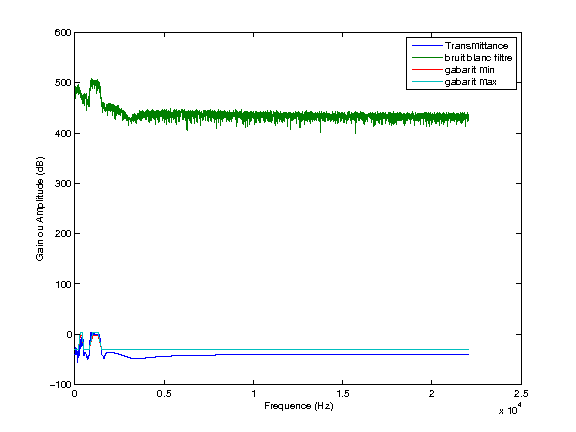 600
500
400
300
200
100
0
-100
Gain ou Amplitude (dB)
Transmittance
bruit blanc filtre
gabarit Min
gabarit Max
0
0.5
1
1.5
2
2.5
x 10^4
Frequence (Hz)